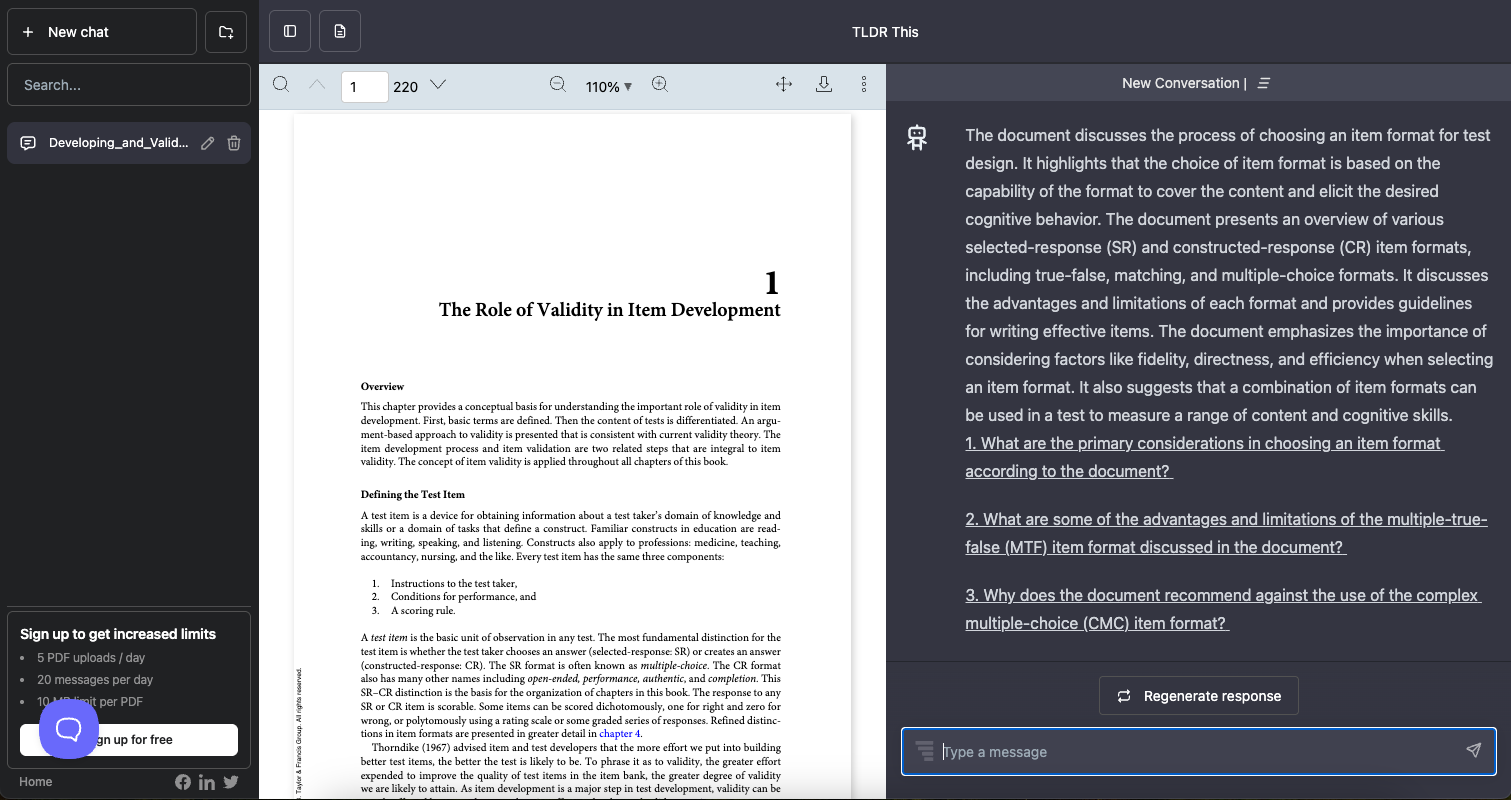 New chat
TLDR This
Search...
Developing_and_Valid...
1
220
110%
New Conversation |
1
The Role of Validity in Item Development
Overview
This chapter provides a conceptual basis for understanding the important role of validity in item
development. First, basic terms are defined. Then the content of tests is differentiated. An argu-
ment-based approach to validity is presented that is consistent with current validity theory. The
item development process and item validation are two related steps that are integral to item
validity. The concept of item validity is applied throughout all chapters of this book.
Defining the Test Item
A test item is a device for obtaining information about a test taker's domain of knowledge and
skills or a domain of tasks that define a construct. Familiar constructs in education are read-
ing, writing, speaking, and listening. Constructs also apply to professions: medicine, teaching,
accountancy, nursing, and the like. Every test item has the same three components:
1. Instructions to the test taker,
2. Conditions for performance, and
3. A scoring rule.
A test item is the basic unit of observation in any test. The most fundamental distinction for the
test item is whether the test taker chooses an answer (selected-response: SR) or creates an answer
(constructed-response: CR). The SR format is often known as multiple-choice. The CR format
also has many other names including open-ended, performance, authentic, and completion. This
SR–CR distinction is the basis for the organization of chapters in this book. The response to any
SR or CR item is scorable. Some items can be scored dichotomously, one for right and zero for
wrong, or polytomously using a rating scale or some graded series of responses. Refined distinc-
tions in item formats are presented in greater detail in chapter 4.
Thorndike (1967) advised item and test developers that the more effort we put into building
better test items, the better the test is likely to be. To phrase it as to validity, the greater effort
expended to improve the quality of test items in the item bank, the greater degree of validity
we are likely to attain. As item development is a major step in test development, validity can be
. Taylor & Francis Group. All rights reserved.
The document discusses the process of choosing an item format for test
design. It highlights that the choice of item format is based on the
capability of the format to cover the content and elicit the desired
cognitive behavior. The document presents an overview of various
selected-response (SR) and constructed-response (CR) item formats,
including true-false, matching, and multiple-choice formats. It discusses
the advantages and limitations of each format and provides guidelines
for writing effective items. The document emphasizes the importance of
considering factors like fidelity, directness, and efficiency when selecting
an item format. It also suggests that a combination of item formats can
be used in a test to measure a range of content and cognitive skills.
1. What are the primary considerations in choosing an item format
according to the document?
2. What are some of the advantages and limitations of the multiple-true-
false (MTF) item format discussed in the document?
3. Why does the document recommend against the use of the complex
multiple-choice (CMC) item format?
Regenerate response
Type a message
Sign up to get increased limits
5 PDF uploads / day
20 messages per day
10 MB limit per PDF
gn up for free
Home